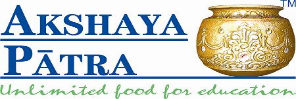 AKSHAYA
PĀTRA
TM
Unlimited food for education